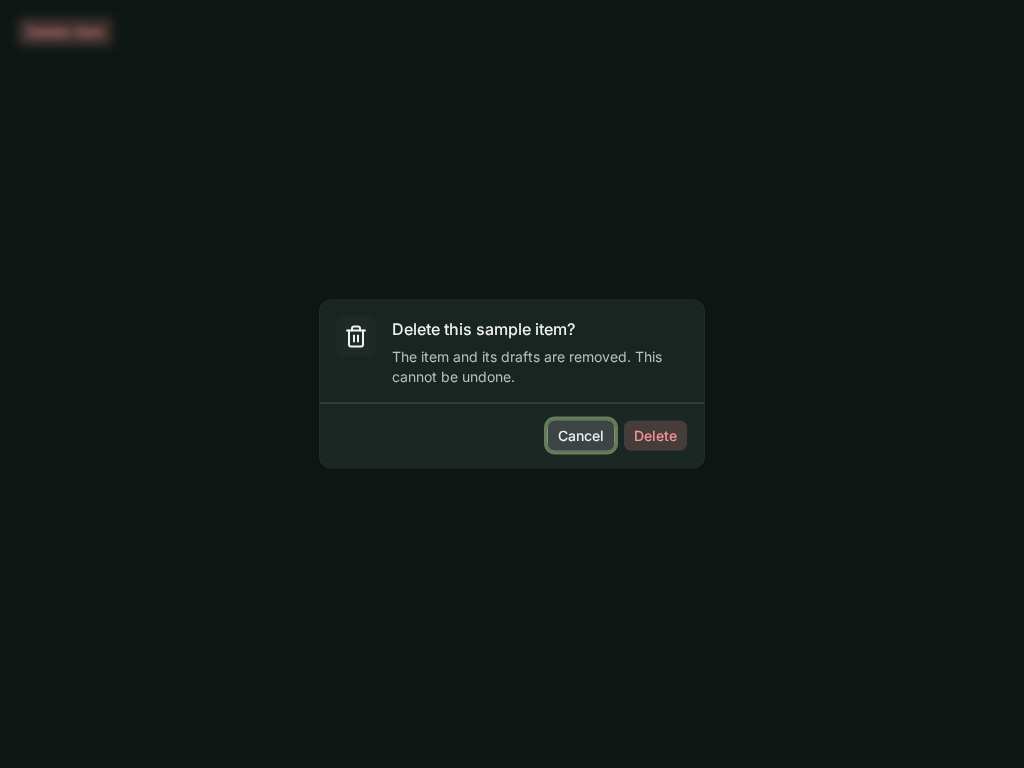 Delete this sample item?
The item and its drafts are removed. This
cannot be undone.
Cancel
Delete